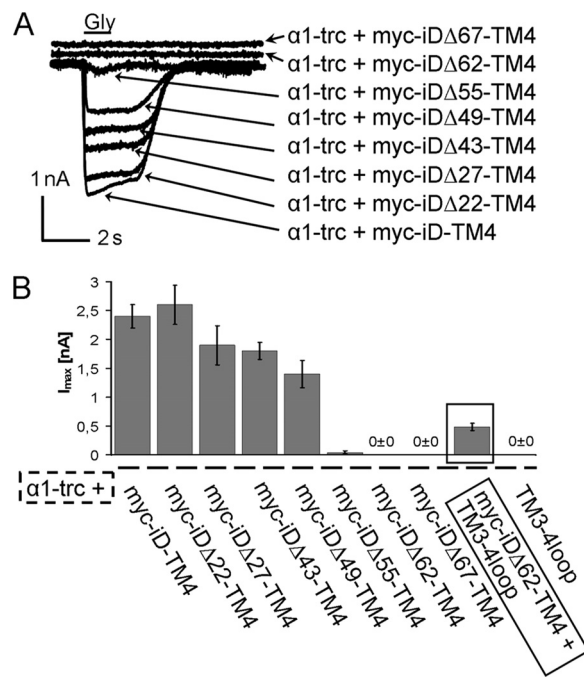 A
Gly
α1-trc + myc-iDΔ67-TM4
α1-trc + myc-iDΔ62-TM4
α1-trc + myc-iDΔ55-TM4
α1-trc + myc-iDΔ49-TM4
α1-trc + myc-iDΔ43-TM4
α1-trc + myc-iDΔ27-TM4
α1-trc + myc-iDΔ22-TM4
α1-trc + myc-iD-TM4
1 nA
2 s
B
Imax [nA]
3
2,5
2
1,5
1
0,5
0
0±0
0±0
0±0
α1-trc +
myc-iD-TM4
myc-iDΔ22-TM4
myc-iDΔ27-TM4
myc-iDΔ43-TM4
myc-iDΔ49-TM4
myc-iDΔ55-TM4
myc-iDΔ62-TM4
myc-iDΔ67-TM4
myc-iDΔ62-TM4 +
TM3-4loop
TM3-4loop